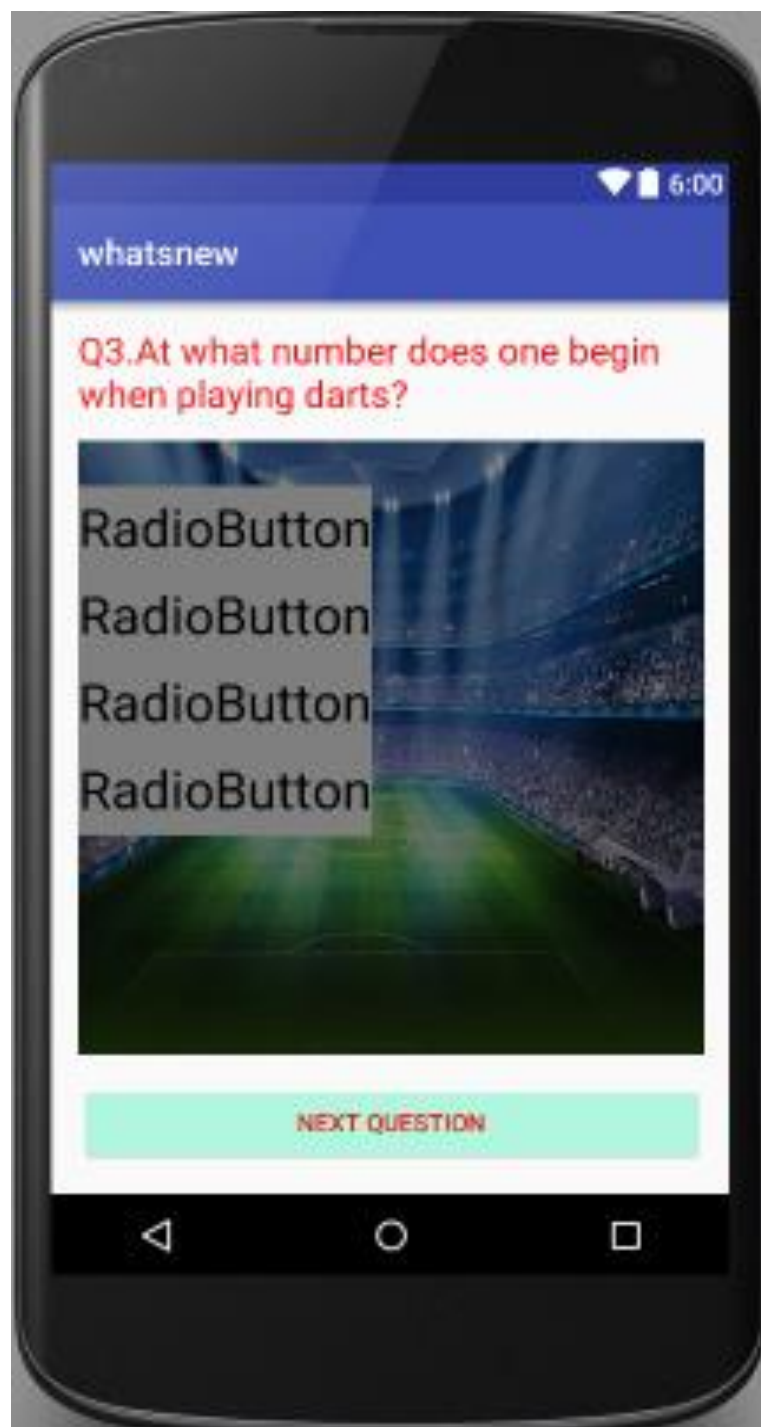 6:00
whatsnew
Q3.At what number does one begin
when playing darts?
RadioButton
RadioButton
RadioButton
RadioButton
NEXT QUESTION